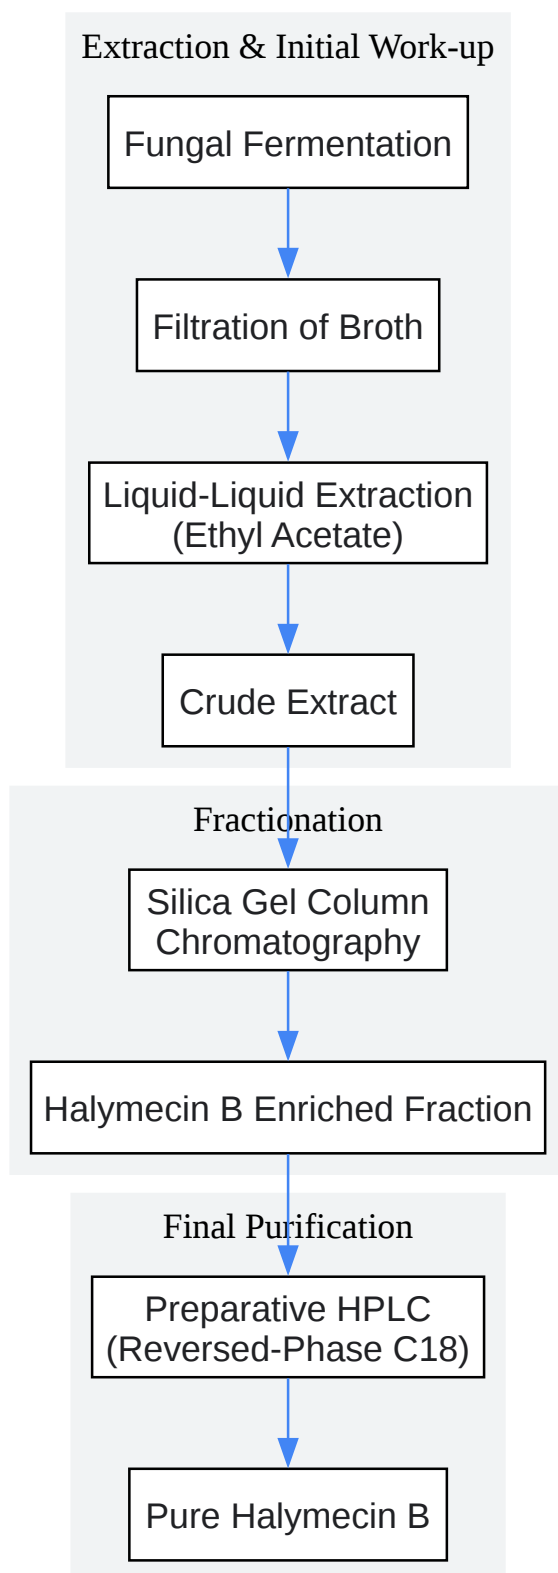 Extraction & Initial Work-up
Fungal Fermentation
Filtration of Broth
Liquid-Liquid Extraction
(Ethyl Acetate)
Crude Extract
Fractionation
Silica Gel Column
Chromatography
Halymecin B Enriched Fraction
Final Purification
Preparative HPLC
(Reversed-Phase C18)
Pure Halymecin B